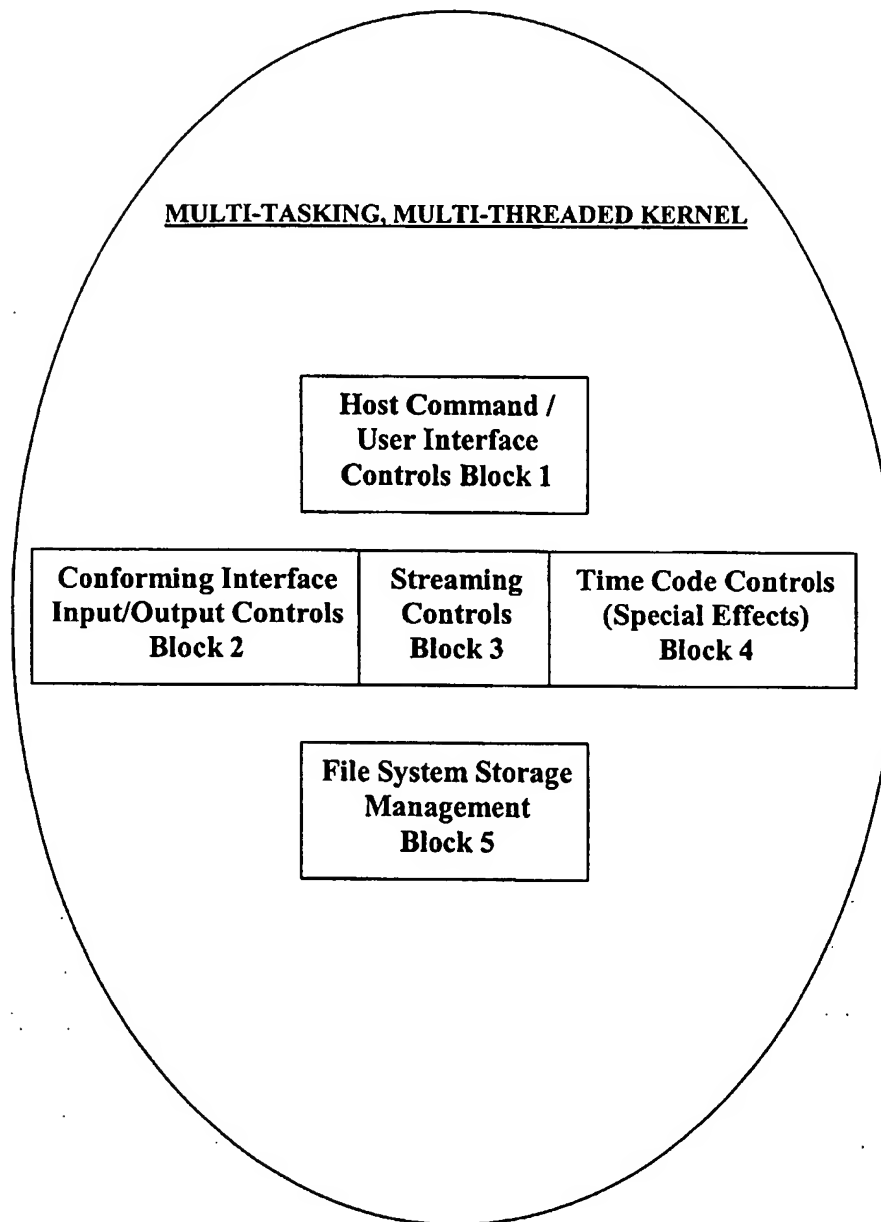 MULTI-TASKING, MULTI-THREADED KERNEL
Host Command /
User Interface
Controls Block 1
Conforming Interface
Input/Output Controls
Block 2
Streaming
Controls
Block 3
Time Code Controls
(Special Effects)
Block 4
File System Storage
Management
Block 5